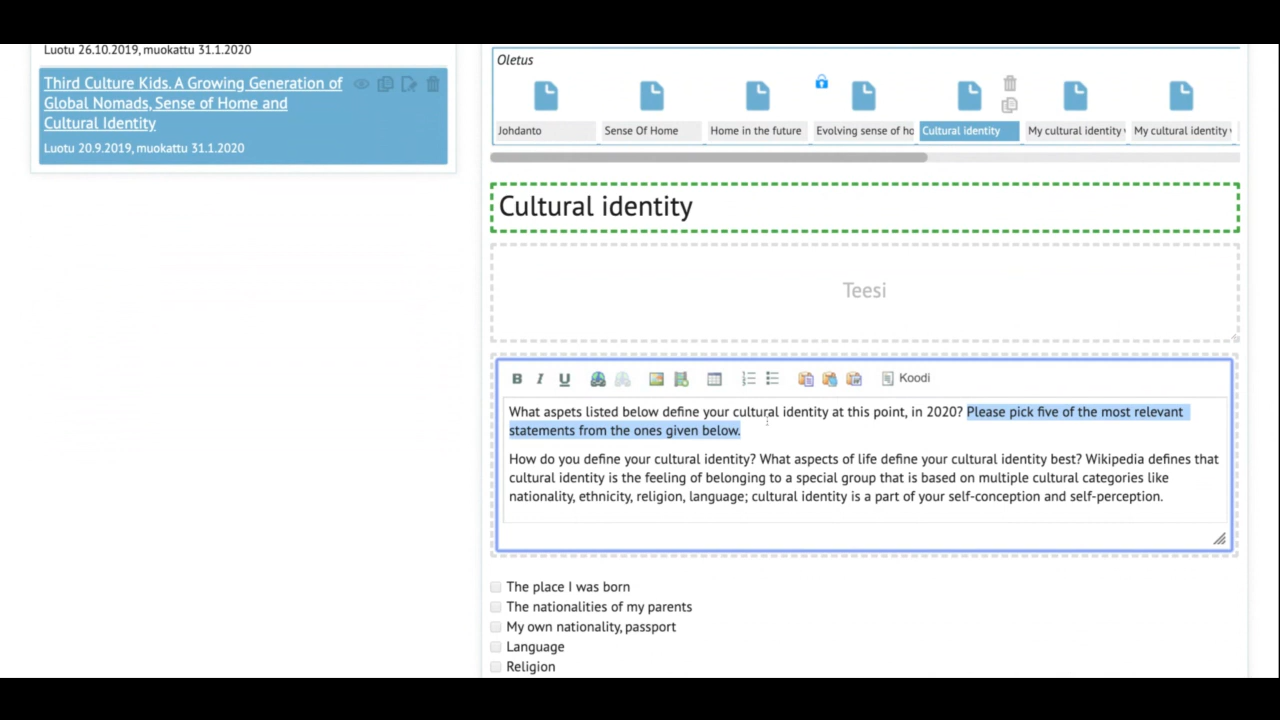 Luotu 26.10.2019, muokattu 31.1.2020
Third Culture Kids. A Growing Generation of
Global Nomads, Sense of Home and
Cultural Identity
Luotu 20.9.2019, muokattu 31.1.2020
Oletus
Johdanto
Sense Of Home
Home in the future
Evolving sense of ho
Cultural identity
My cultural identity
My cultural identity
Cultural identity
Teesi
B I U Koodi
What aspets listed below define your cultural identity at this point, in 2020? Please pick five of the most relevant
statements from the ones given below.
How do you define your cultural identity? What aspects of life define your cultural identity best? Wikipedia defines that
cultural identity is the feeling of belonging to a special group that is based on multiple cultural categories like
nationality, ethnicity, religion, language; cultural identity is a part of your self-conception and self-perception.
The place I was born
The nationalities of my parents
My own nationality, passport
Language
Religion